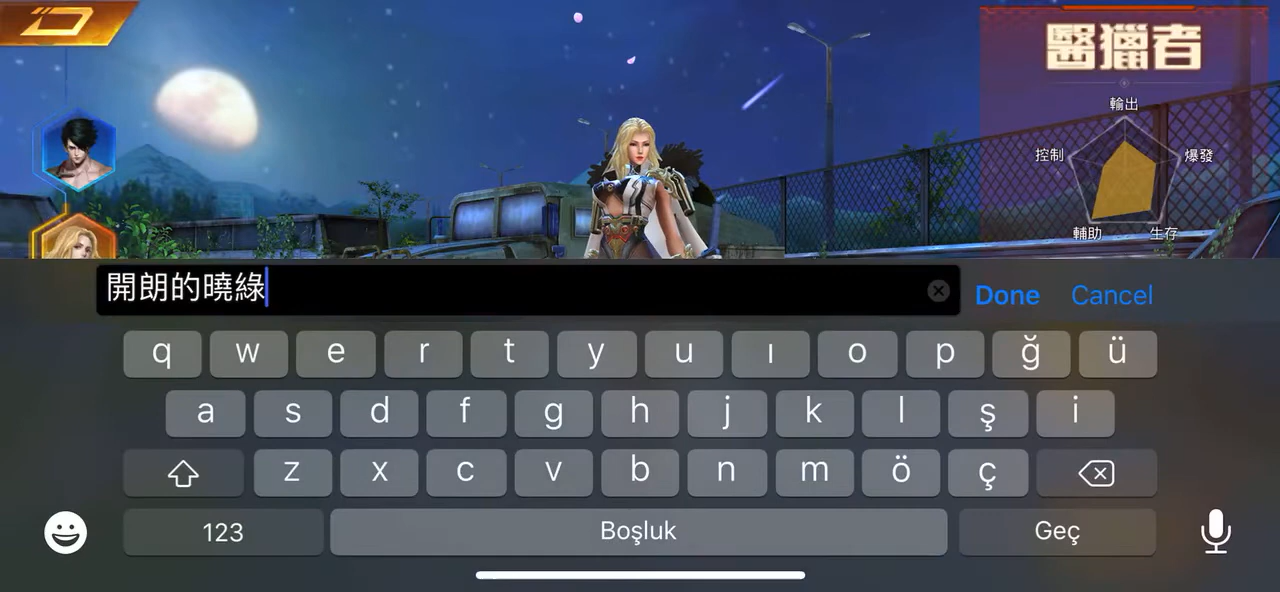 醫獵者
輸出
控制
爆發
輔助
生存
開朗的曉綠
Done
Cancel
q w e r t y u ı o p ğ ü
a s d f g h j k l ş i
z x c v b n m ö ç
123
Boşluk
Geç